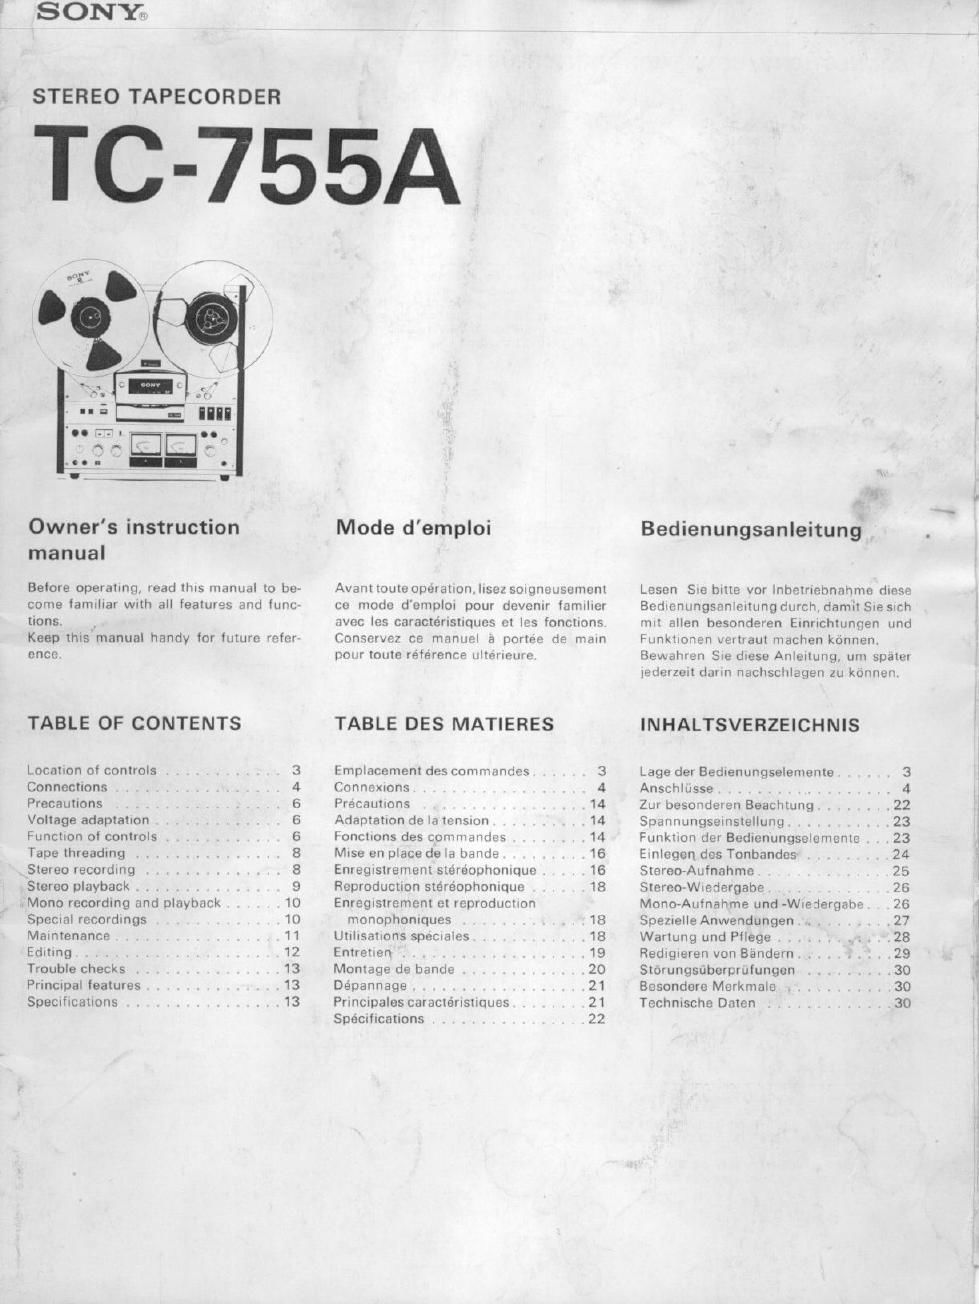 SONY®
STEREO TAPECORDER
TC-755A
SONY
SONY
Owner's instruction
manual
Before operating, read this manual to be-
come familiar with all features and func-
tions.
Keep this manual handy for future refer-
ence.
TABLE OF CONTENTS
Location of controls . . . . . . . . . . . . 3
Connections . . . . . . . . . . . . . . . . 4
Precautions . . . . . . . . . . . . . . . . 6
Voltage adaptation . . . . . . . . . . . . . 6
Function of controls . . . . . . . . . . . . 6
Tape threading . . . . . . . . . . . . . . . 8
Stereo recording . . . . . . . . . . . . . . 8
Stereo playback . . . . . . . . . . . . . . . 9
Mono recording and playback . . . . . . 10
Special recordings . . . . . . . . . . . . . 10
Maintenance . . . . . . . . . . . . . . . . 11
Editing . . . . . . . . . . . . . . . . . . . 12
Trouble checks . . . . . . . . . . . . . . 13
Principal features . . . . . . . . . . . . . 13
Specifications . . . . . . . . . . . . . . . 13
Mode d'emploi
Avant toute opération, lisez soigneusement
ce mode d'emploi pour devenir familier
avec les caractéristiques et les fonctions.
Conservez ce manuel à portée de main
pour toute référence ultérieure.
TABLE DES MATIERES
Emplacement des commandes . . . . . . 3
Connexions . . . . . . . . . . . . . . . . . 4
Précautions . . . . . . . . . . . . . . . . 14
Adaptation de la tension . . . . . . . . . . 14
Fonctions des commandes . . . . . . . . 14
Mise en place de la bande . . . . . . . . . 16
Enregistrement stéréophonique . . . . . 16
Reproduction stéréophonique . . . . . . 18
Enregistrement et reproduction
monophoniques . . . . . . . . . . . . 18
Utilisations spéciales . . . . . . . . . . . . 18
Entretien . . . . . . . . . . . . . . . . . . 19
Montage de bande . . . . . . . . . . . . . 20
Dépannage . . . . . . . . . . . . . . . . . 21
Principales caractéristiques . . . . . . . . 21
Spécifications . . . . . . . . . . . . . . . . 22
Bedienungsanleitung
Lesen Sie bitte vor Inbetriebnahme diese
Bedienungsanleitung durch, damit Sie sich
mit allen besonderen Einrichtungen und
Funktionen vertraut machen können.
Bewahren Sie diese Anleitung, um später
jederzeit darin nachschlagen zu können.
INHALTSVERZEICHNIS
Lage der Bedienungselemente . . . . . . 3
Anschlüsse . . . . . . . . . . . . . . . . . 4
Zur besonderen Beachtung . . . . . . . . 22
Spannungseinstellung . . . . . . . . . . . 23
Funktion der Bedienungselemente . . . 23
Einlegen des Tonbandes . . . . . . . . . 24
Stereo-Aufnahme . . . . . . . . . . . . . . 25
Stereo-Wiedergabe . . . . . . . . . . . . . 26
Mono-Aufnahme und -Wiedergabe . . . 26
Spezielle Anwendungen . . . . . . . . . . 27
Wartung und Pflege . . . . . . . . . . . . 28
Redigieren von Bändern . . . . . . . . . . 29
Störungsüberprüfungen . . . . . . . . . . 30
Besondere Merkmale . . . . . . . . . . . 30
Technische Daten . . . . . . . . . . . . . 30